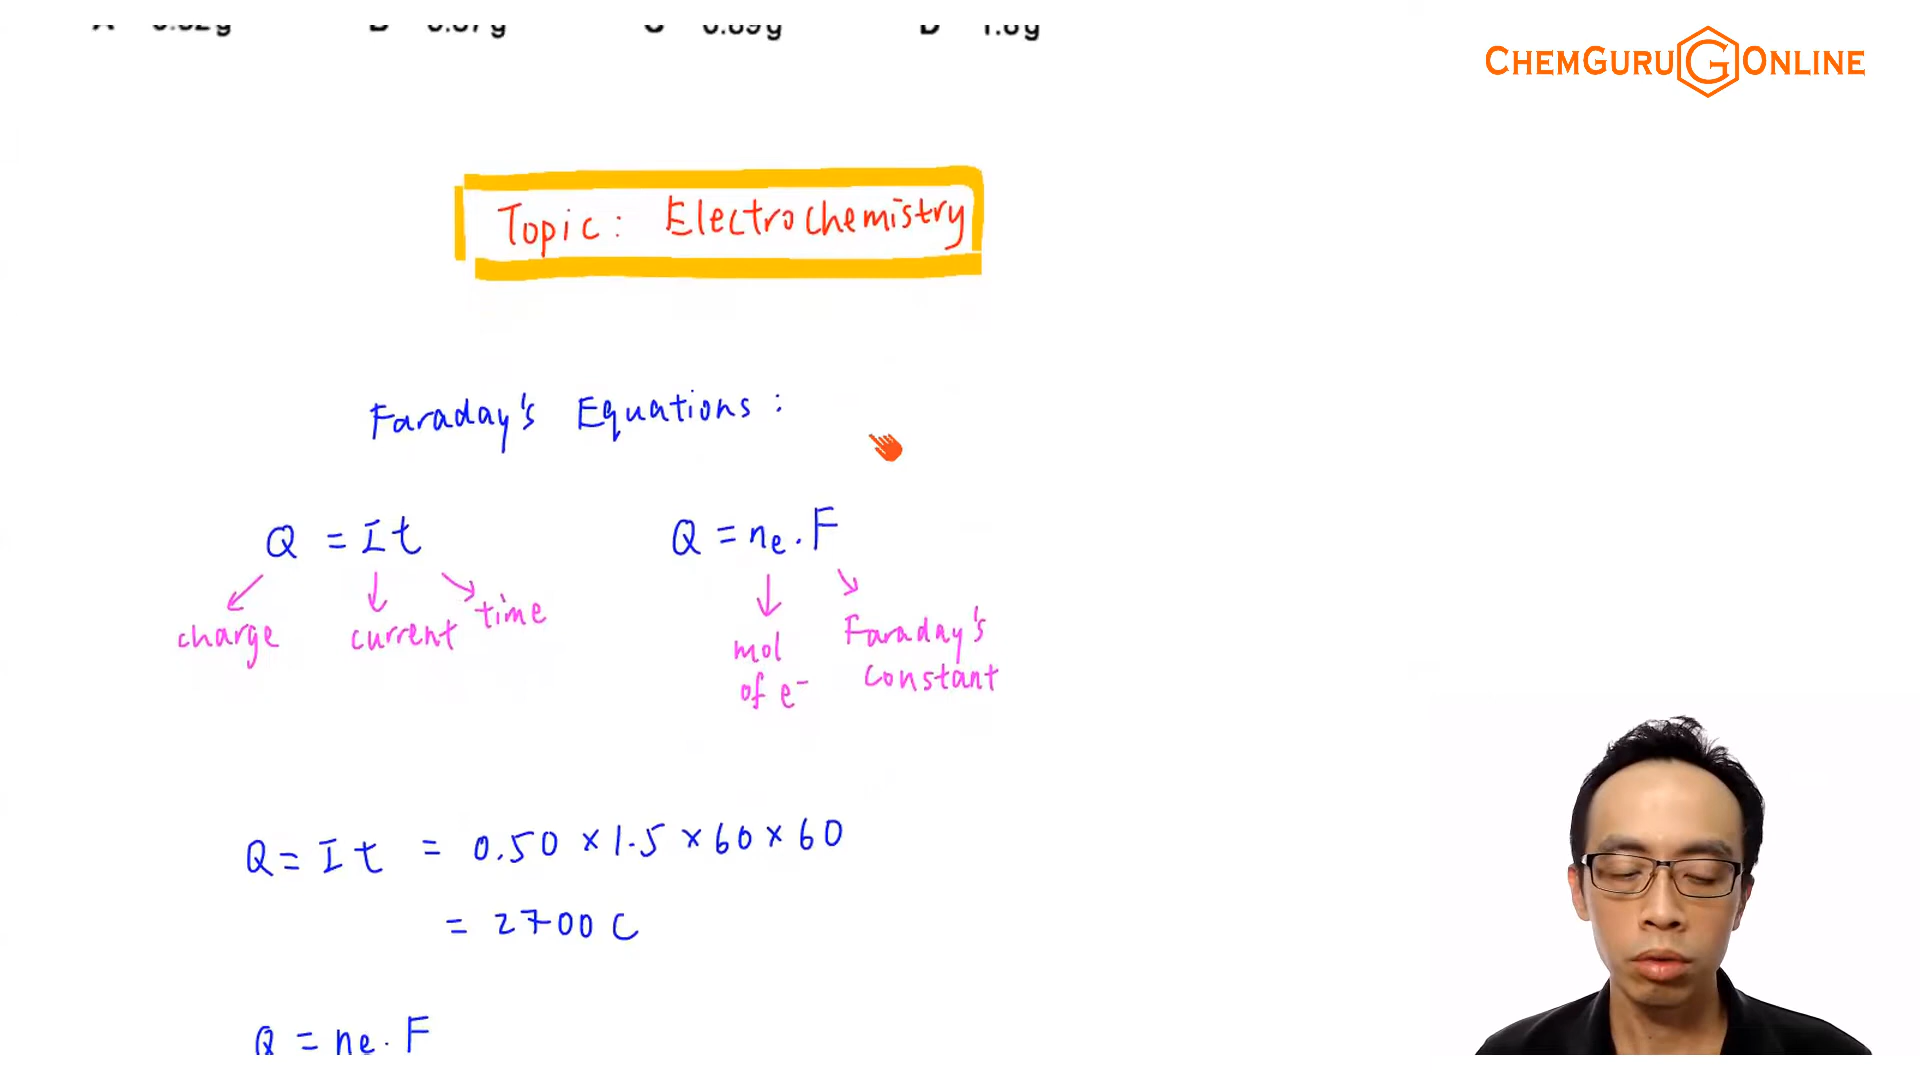 CHEMGURU G ONLINE
Topic: Electrochemistry
Faraday's Equations:
Q = It
Q = ne.F
charge
current
time
mol
of e-
Faraday's
constant
Q = It = 0.50 × 1.5 × 60 × 60
= 2700 C
Q = ne.F